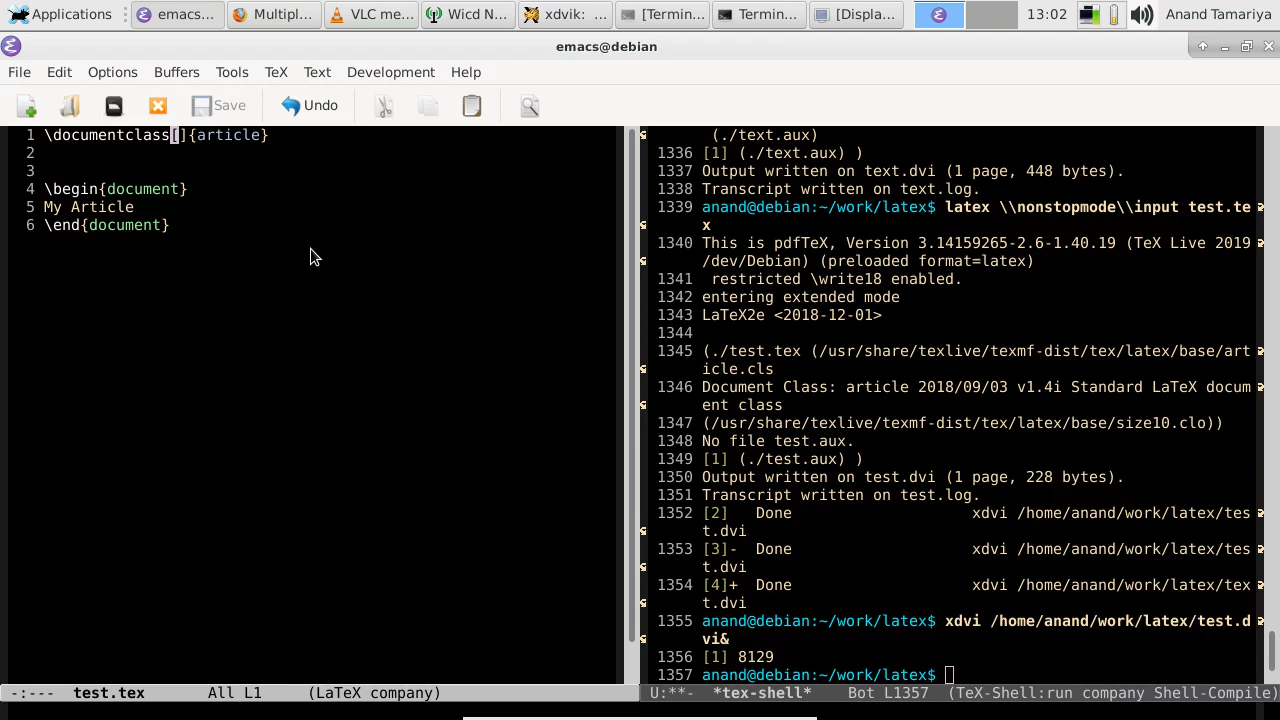 Applications emacs... Multipl... VLC me... Wicd N... xdvik: ... [Termin... Termin... [Displa... 13:02 Anand Tamariya
emacs@debian
File Edit Options Buffers Tools TeX Text Development Help
Save Undo
1 \documentclass[]{article}
2
3
4 \begin{document}
5 My Article
6 \end{document}
-:--- test.tex All L1 (LaTeX company)
(./text.aux)
1336 [1] (./text.aux) )
1337 Output written on text.dvi (1 page, 448 bytes).
1338 Transcript written on text.log.
1339 anand@debian:~/work/latex$ latex \\nonstopmode\\input test.te
x
1340 This is pdfTeX, Version 3.14159265-2.6-1.40.19 (TeX Live 2019
/dev/Debian) (preloaded format=latex)
1341 restricted \write18 enabled.
1342 entering extended mode
1343 LaTeX2e <2018-12-01>
1344
1345 (./test.tex (/usr/share/texlive/texmf-dist/tex/latex/base/art
icle.cls
1346 Document Class: article 2018/09/03 v1.4i Standard LaTeX docum
ent class
1347 (/usr/share/texlive/texmf-dist/tex/latex/base/size10.clo))
1348 No file test.aux.
1349 [1] (./test.aux) )
1350 Output written on test.dvi (1 page, 228 bytes).
1351 Transcript written on test.log.
1352 [2] Done xdvi /home/anand/work/latex/tes
t.dvi
1353 [3]- Done xdvi /home/anand/work/latex/tes
t.dvi
1354 [4]+ Done xdvi /home/anand/work/latex/tex
t.dvi
1355 anand@debian:~/work/latex$ xdvi /home/anand/work/latex/test.d
vi&
1356 [1] 8129
1357 anand@debian:~/work/latex$
U:**- *tex-shell* Bot L1357 (TeX-Shell:run company Shell-Compile)